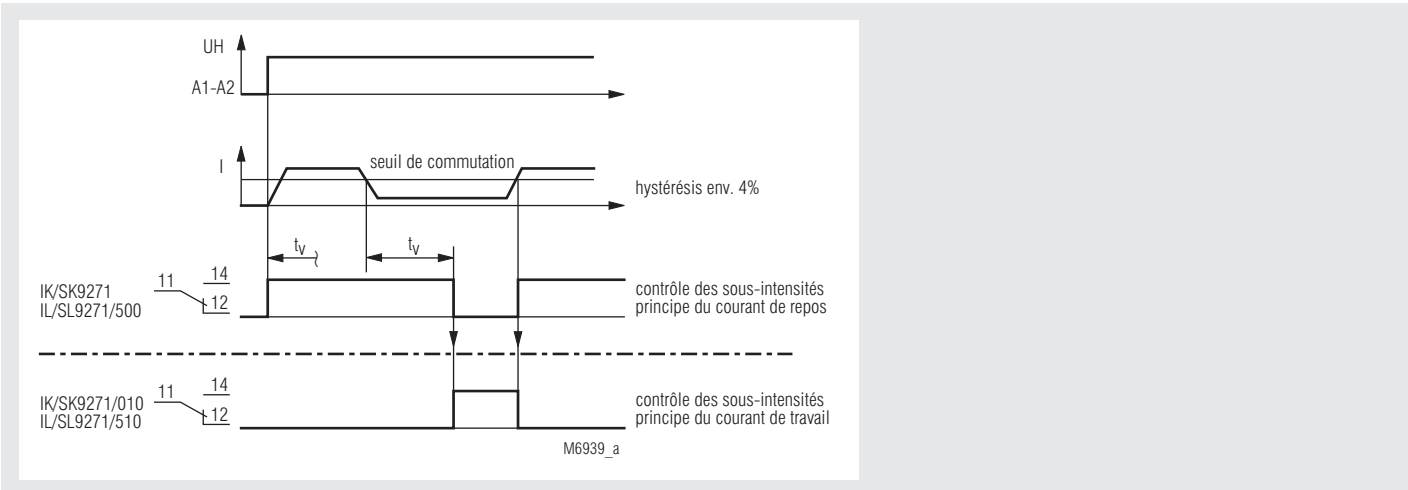 UH
A1-A2
I
seuil de commutation
hystérésis env. 4%
tv
tv
IK/SK9271
IL/SL9271/500
11
14
12
contrôle des sous-intensités
principe du courant de repos
IK/SK9271/010
IL/SL9271/510
11
14
12
contrôle des sous-intensités
principe du courant de travail
M6939_a